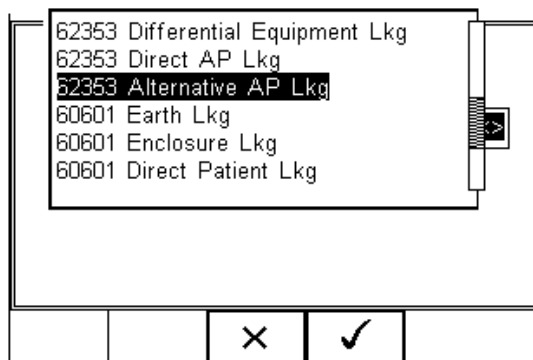 62353 Differential Equipment Lkg
62353 Direct AP Lkg
62353 Alternative AP Lkg
60601 Earth Lkg
60601 Enclosure Lkg
60601 Direct Patient Lkg